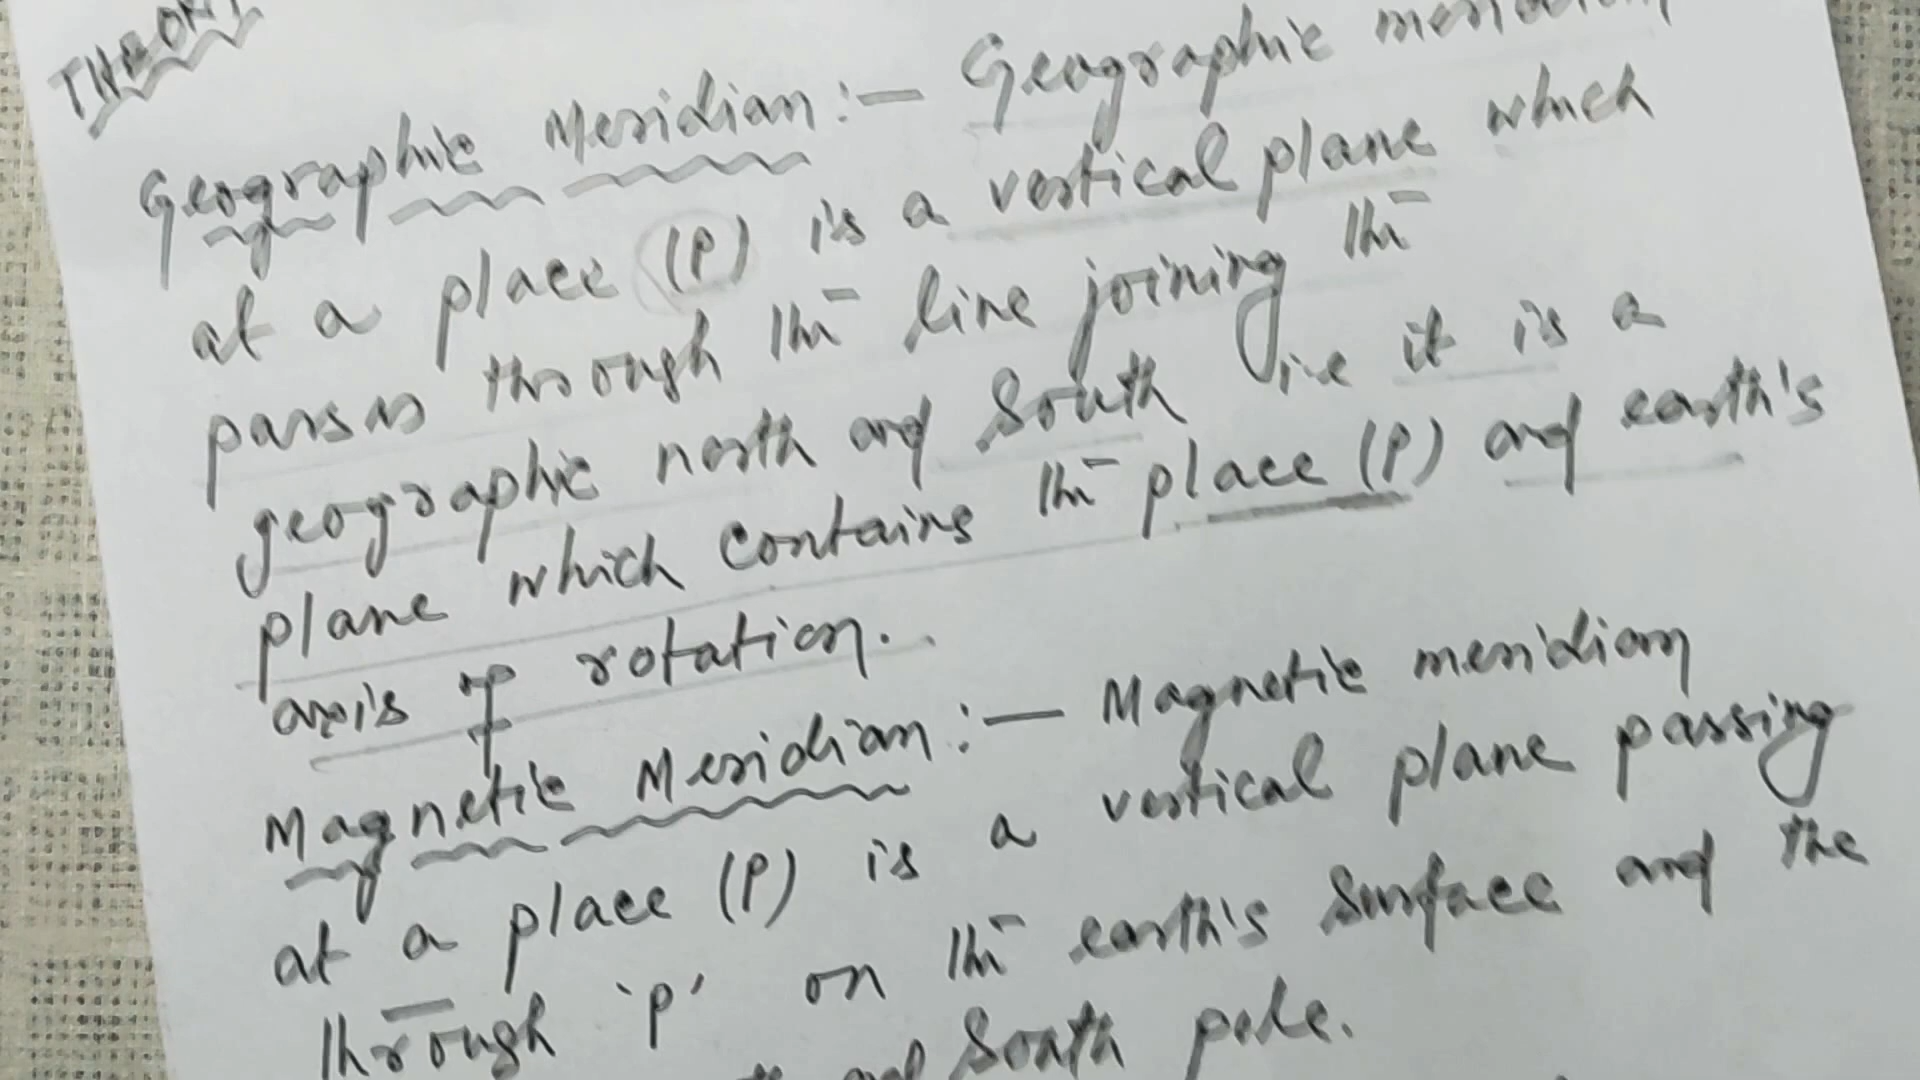 THEORY
Geographic Meridian:— Geographic meridian
at a place (P) is a vertical plane which
passes through the line joining the
geographic north and South i.e it is a
plane which contains the place (P) and earth's
axis of rotation.
Magnetic Meridian:— Magnetic meridian
at a place (P) is a vertical plane passing
through 'p' on the earth's surface and the
and South pole.